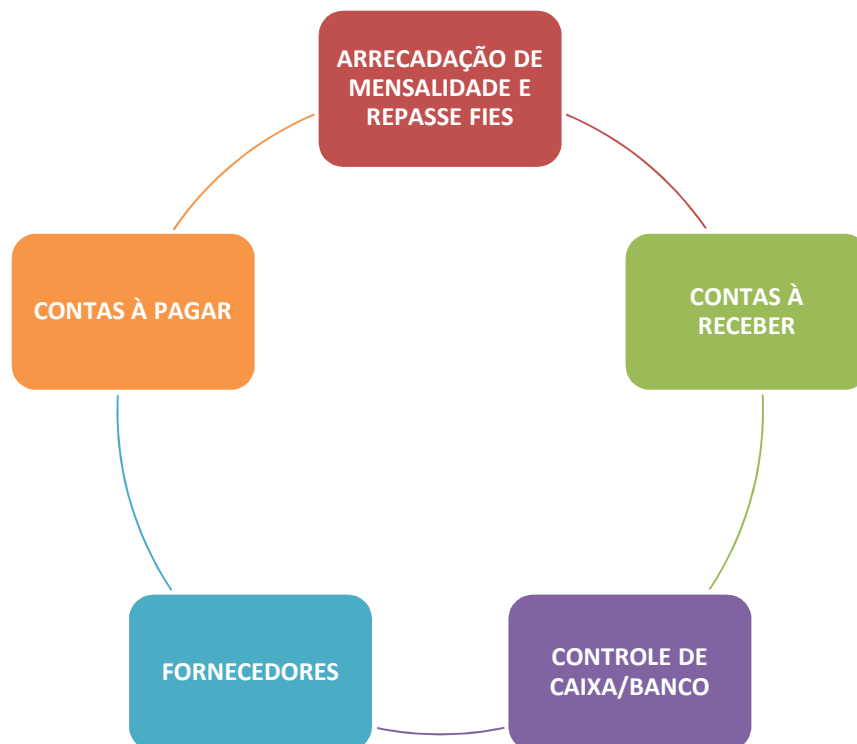 ARRECADAÇÃO DE
MENSALIDADE E
REPASSE FIES
CONTAS À PAGAR
CONTAS À
RECEBER
FORNECEDORES
CONTROLE DE
CAIXA/BANCO